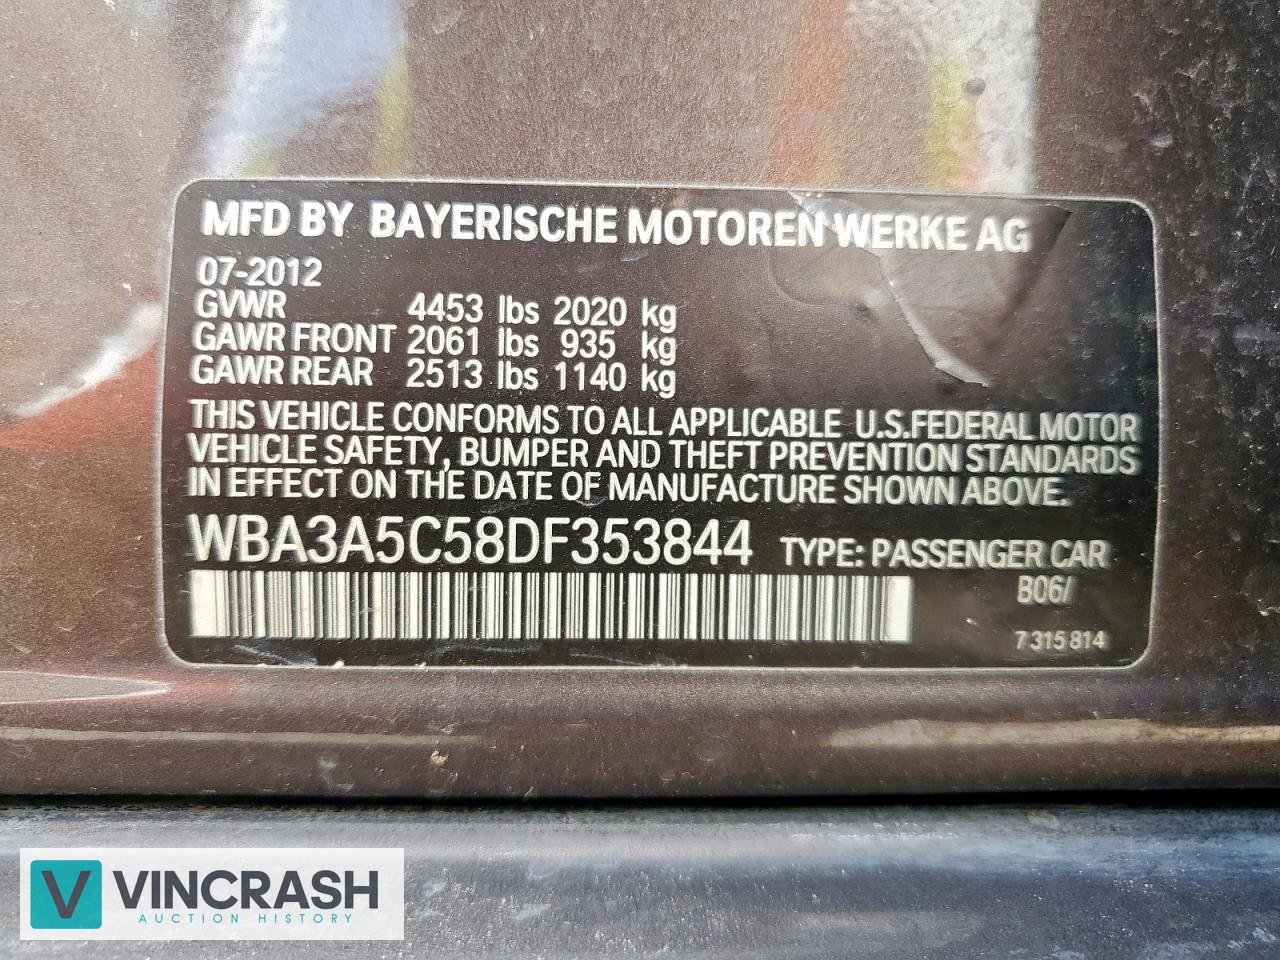 MFD BY BAYERISCHE MOTOREN WERKE AG
07-2012
GVWR 4453 lbs 2020 kg
GAWR FRONT 2061 lbs 935 kg
GAWR REAR 2513 lbs 1140 kg
THIS VEHICLE CONFORMS TO ALL APPLICABLE U.S.FEDERAL MOTOR
VEHICLE SAFETY, BUMPER AND THEFT PREVENTION STANDARDS
IN EFFECT ON THE DATE OF MANUFACTURE SHOWN ABOVE.
WBA3A5C58DF353844 TYPE: PASSENGER CAR
B06/
7 315 814
V VINCRASH
AUCTION HISTORY